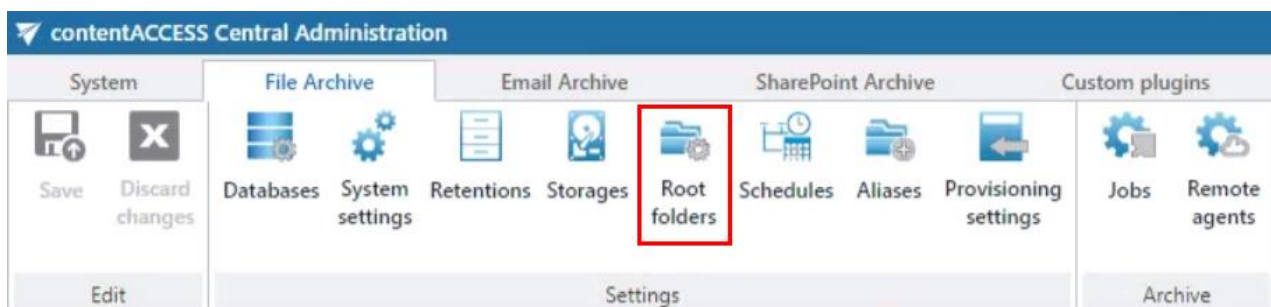 contentACCESS Central Administration
System File Archive Email Archive SharePoint Archive Custom plugins
Save Discard changes Databases System settings Retentions Storages Root folders Schedules Aliases Provisioning settings Jobs Remote agents
Edit Settings Archive